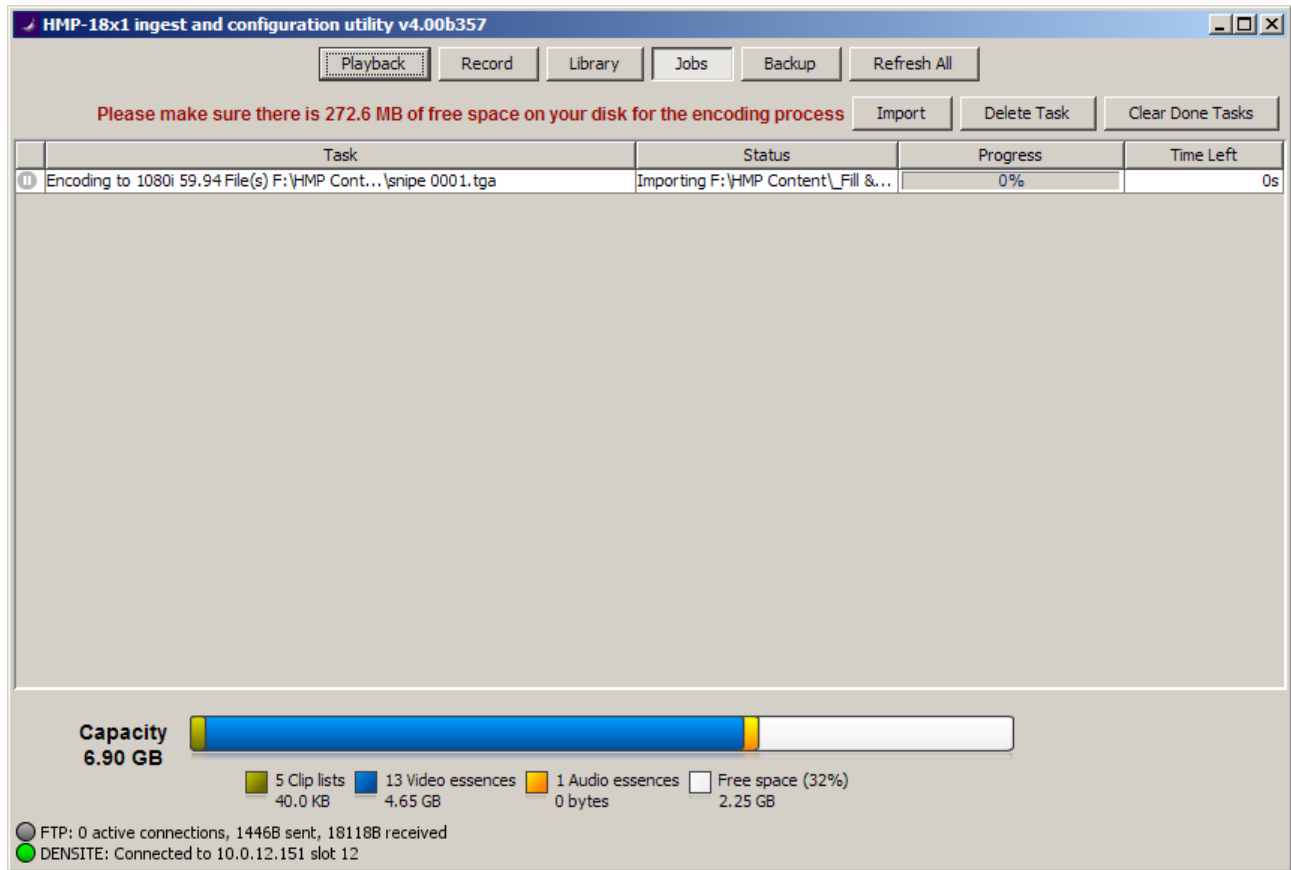 HMP-18x1 ingest and configuration utility v4.00b357
Playback Record Library Jobs Backup Refresh All
Please make sure there is 272.6 MB of free space on your disk for the encoding process Import Delete Task Clear Done Tasks
Task Status Progress Time Left
Encoding to 1080i 59.94 File(s) F:\HMP Cont...\snipe 0001.tga Importing F:\HMP Content\_Fill &... 0% 0s
Capacity
6.90 GB
5 Clip lists 13 Video essences 1 Audio essences Free space (32%)
40.0 KB 4.65 GB 0 bytes 2.25 GB
FTP: 0 active connections, 1446B sent, 18118B received
DENSITE: Connected to 10.0.12.151 slot 12